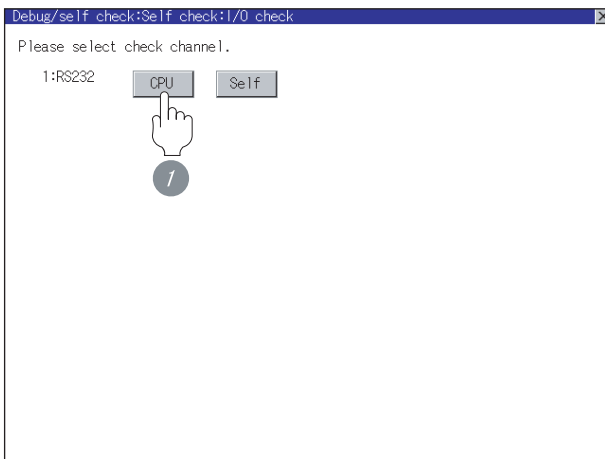 Debug/self check:Self check:I/O check
Please select check channel.
1:RS232 CPU Self
1